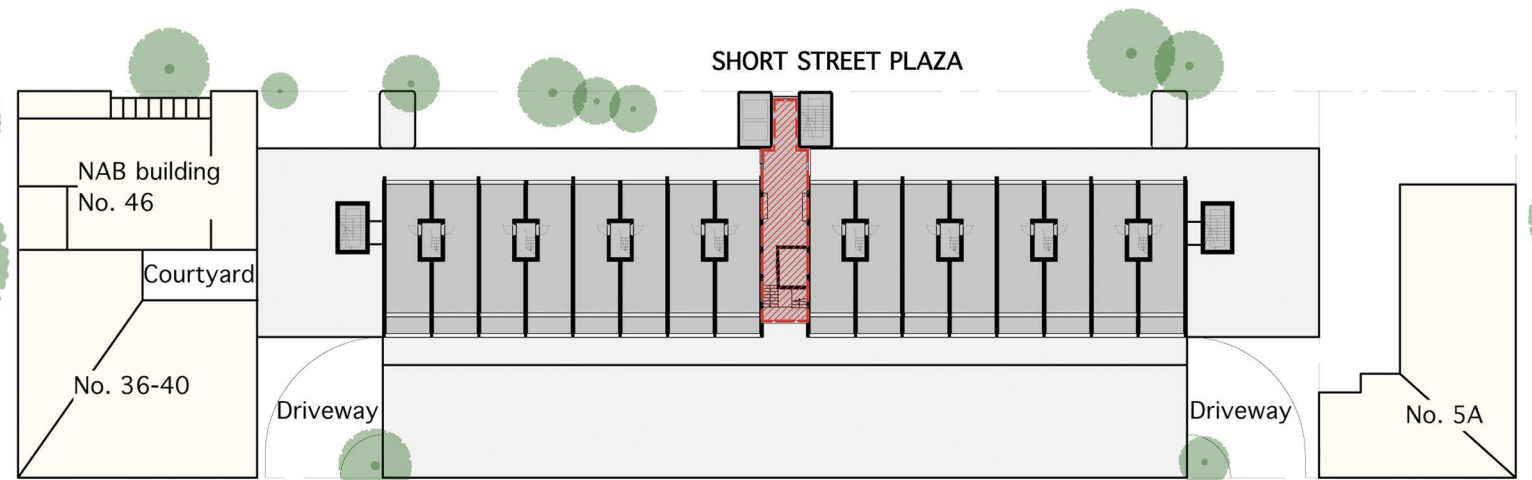 SHORT STREET PLAZA
NAB building
No. 46
Courtyard
No. 36-40
Driveway
Driveway
No. 5A